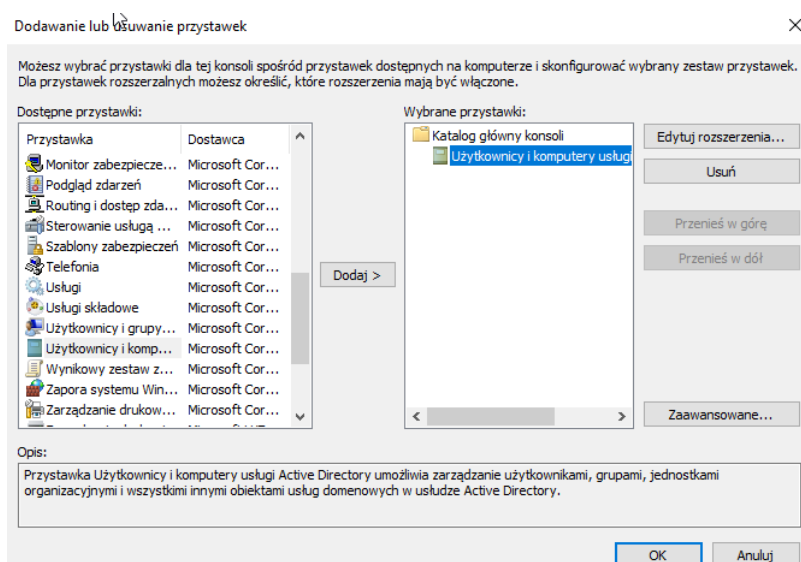 Dodawanie lub usuwanie przystawek
Możesz wybrać przystawki dla tej konsoli spośród przystawek dostępnych na komputerze i skonfigurować wybrany zestaw przystawek.
Dla przystawek rozszerzalnych możesz określić, które rozszerzenia mają być włączone.
Dostępne przystawki:
Wybrane przystawki:
Przystawka Dostawca
Monitor zabezpiecze... Microsoft Cor...
Podgląd zdarzeń Microsoft Cor...
Routing i dostęp zda... Microsoft Cor...
Sterowanie usługą ... Microsoft Cor...
Szablony zabezpieczeń Microsoft Cor...
Telefonia Microsoft Cor...
Usługi Microsoft Cor...
Usługi składowe Microsoft Cor...
Użytkownicy i grupy... Microsoft Cor...
Użytkownicy i komp... Microsoft Cor...
Wynikowy zestaw z... Microsoft Cor...
Zapora systemu Win... Microsoft Cor...
Zarządzanie drukow... Microsoft Cor...
Dodaj >
Katalog główny konsoli
Użytkownicy i komputery usługi
Edytuj rozszerzenia...
Usuń
Przenieś w górę
Przenieś w dół
Zaawansowane...
Opis:
Przystawka Użytkownicy i komputery usługi Active Directory umożliwia zarządzanie użytkownikami, grupami, jednostkami
organizacyjnymi i wszystkimi innymi obiektami usług domenowych w usłudze Active Directory.
OK
Anuluj